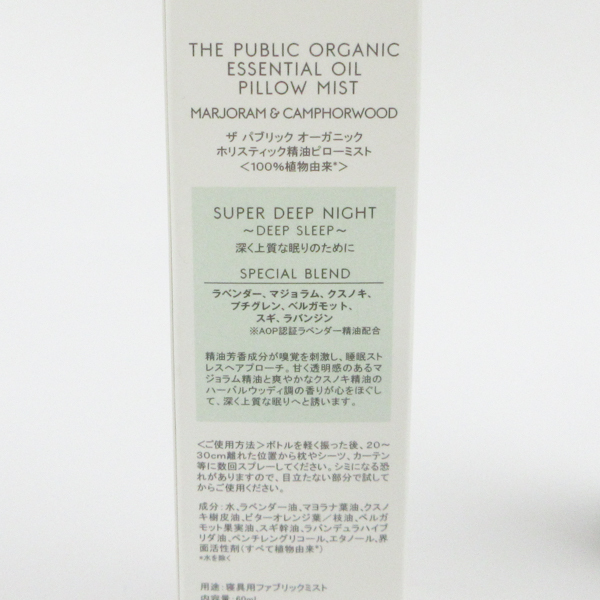 THE PUBLIC ORGANIC
ESSENTIAL OIL
PILLOW MIST
MARJORAM & CAMPHORWOOD
ザ パブリック オーガニック
ホリスティック精油ピローミスト
<100%植物由来*>
SUPER DEEP NIGHT
～DEEP SLEEP～
深く上質な眠りのために
SPECIAL BLEND
ラベンダー、マジョラム、クスノキ、
プチグレン、ベルガモット、
スギ、ラバンジン
※AOP認証ラベンダー精油配合
精油芳香成分が嗅覚を刺激し、睡眠スト
レスへアプローチ。甘く透明感のあるマ
ジョラム精油と爽やかなクスノキ精油の
ハーバルウッディ調の香りが心をほぐし
て、深く上質な眠りへと誘います。
<ご使用方法>ボトルを軽く振った後、20～
30cm離れた位置から枕やシーツ、カーテン
等に数回スプレーしてください。シミになる恐
れがありますので、目立たない部分で試して
からご使用ください。
成分：水、ラベンダー油、マヨラナ葉油、クスノ
キ樹皮油、ビターオレンジ葉／枝油、ベルガ
モット果実油、スギ幹油、ラバンデュラハイブ
リダ油、ペンチレングリコール、エタノール、界
面活性剤(すべて植物由来*)
*水を除く
用途：寝具用ファブリックミスト
内容量：60mL